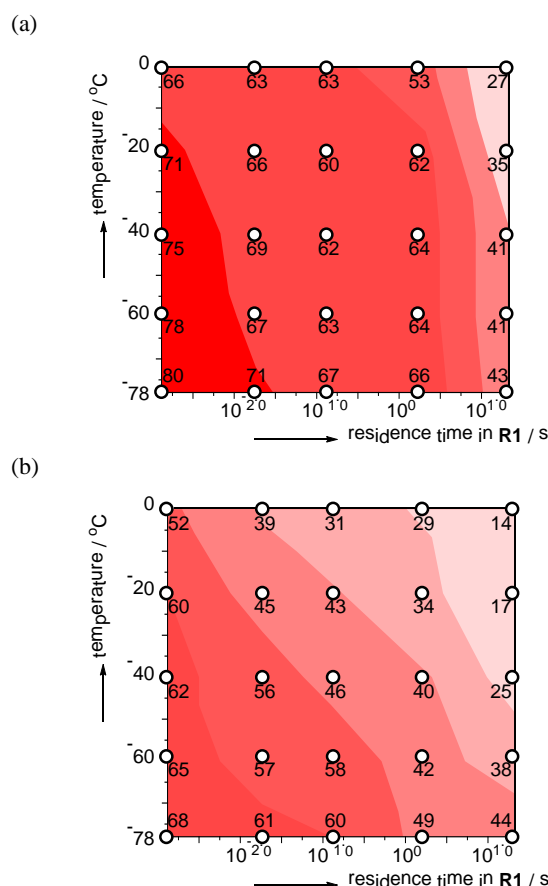 (a)
0
66 63 63 53 27
-20
71 66 60 62 35
temperature / °C
-40
75 69 62 64 41
-60
78 67 63 64 41
80 71 67 66 43
-78
10-2.0 101.0 100 101.0
residence time in R1 / s
(b)
0
52 39 31 29 14
-20
60 45 43 34 17
temperature / °C
-40
62 56 46 40 25
-60
65 57 58 42 38
68 61 60 49 44
-78
10-2.0 101.0 100 101.0
residence time in R1 / s